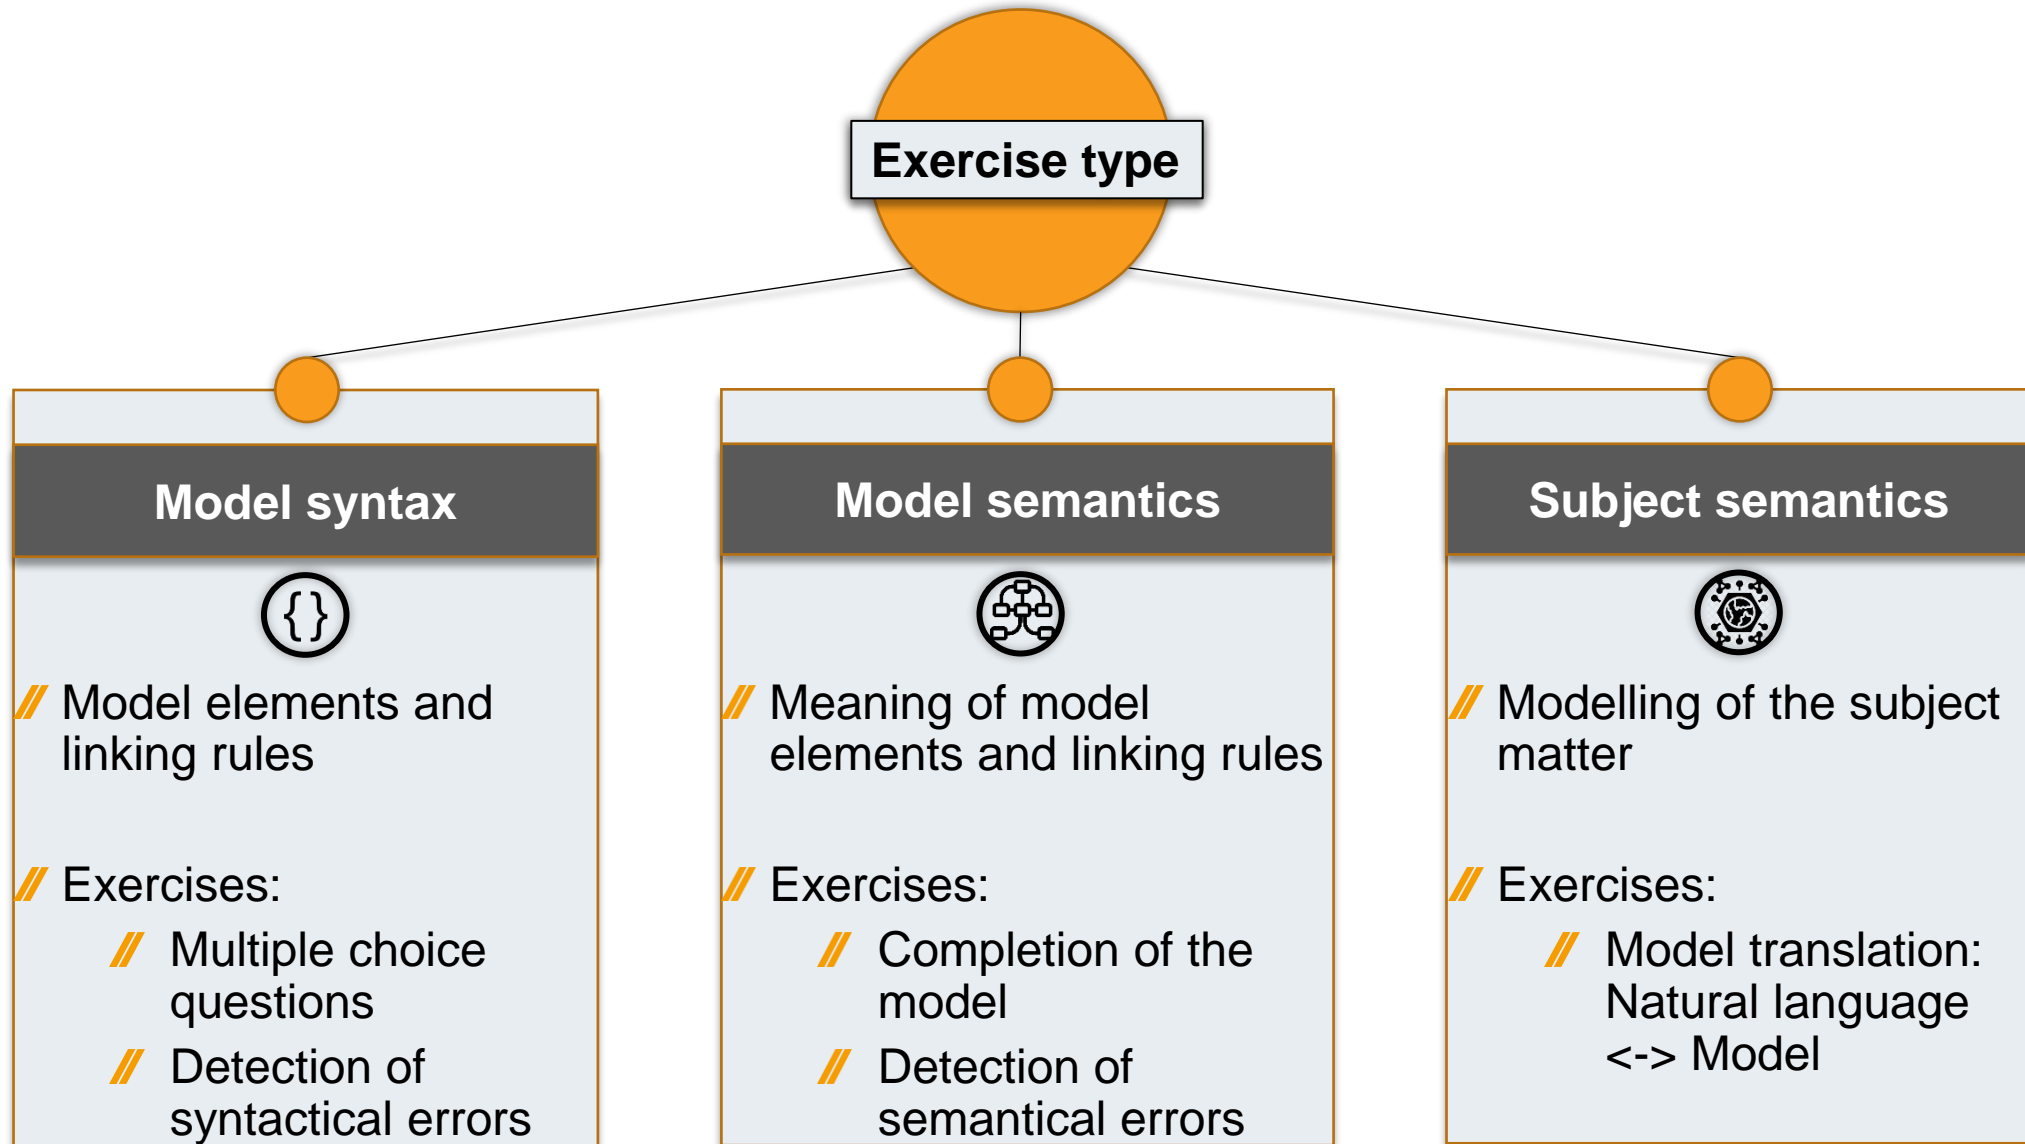 Exercise type
Model syntax
{}
Model elements and
linking rules
Exercises:
Multiple choice
questions
Detection of
syntactical errors
Model semantics
Meaning of model
elements and linking rules
Exercises:
Completion of the
model
Detection of
semantical errors
Subject semantics
Modelling of the subject
matter
Exercises:
Model translation:
Natural language
<-> Model